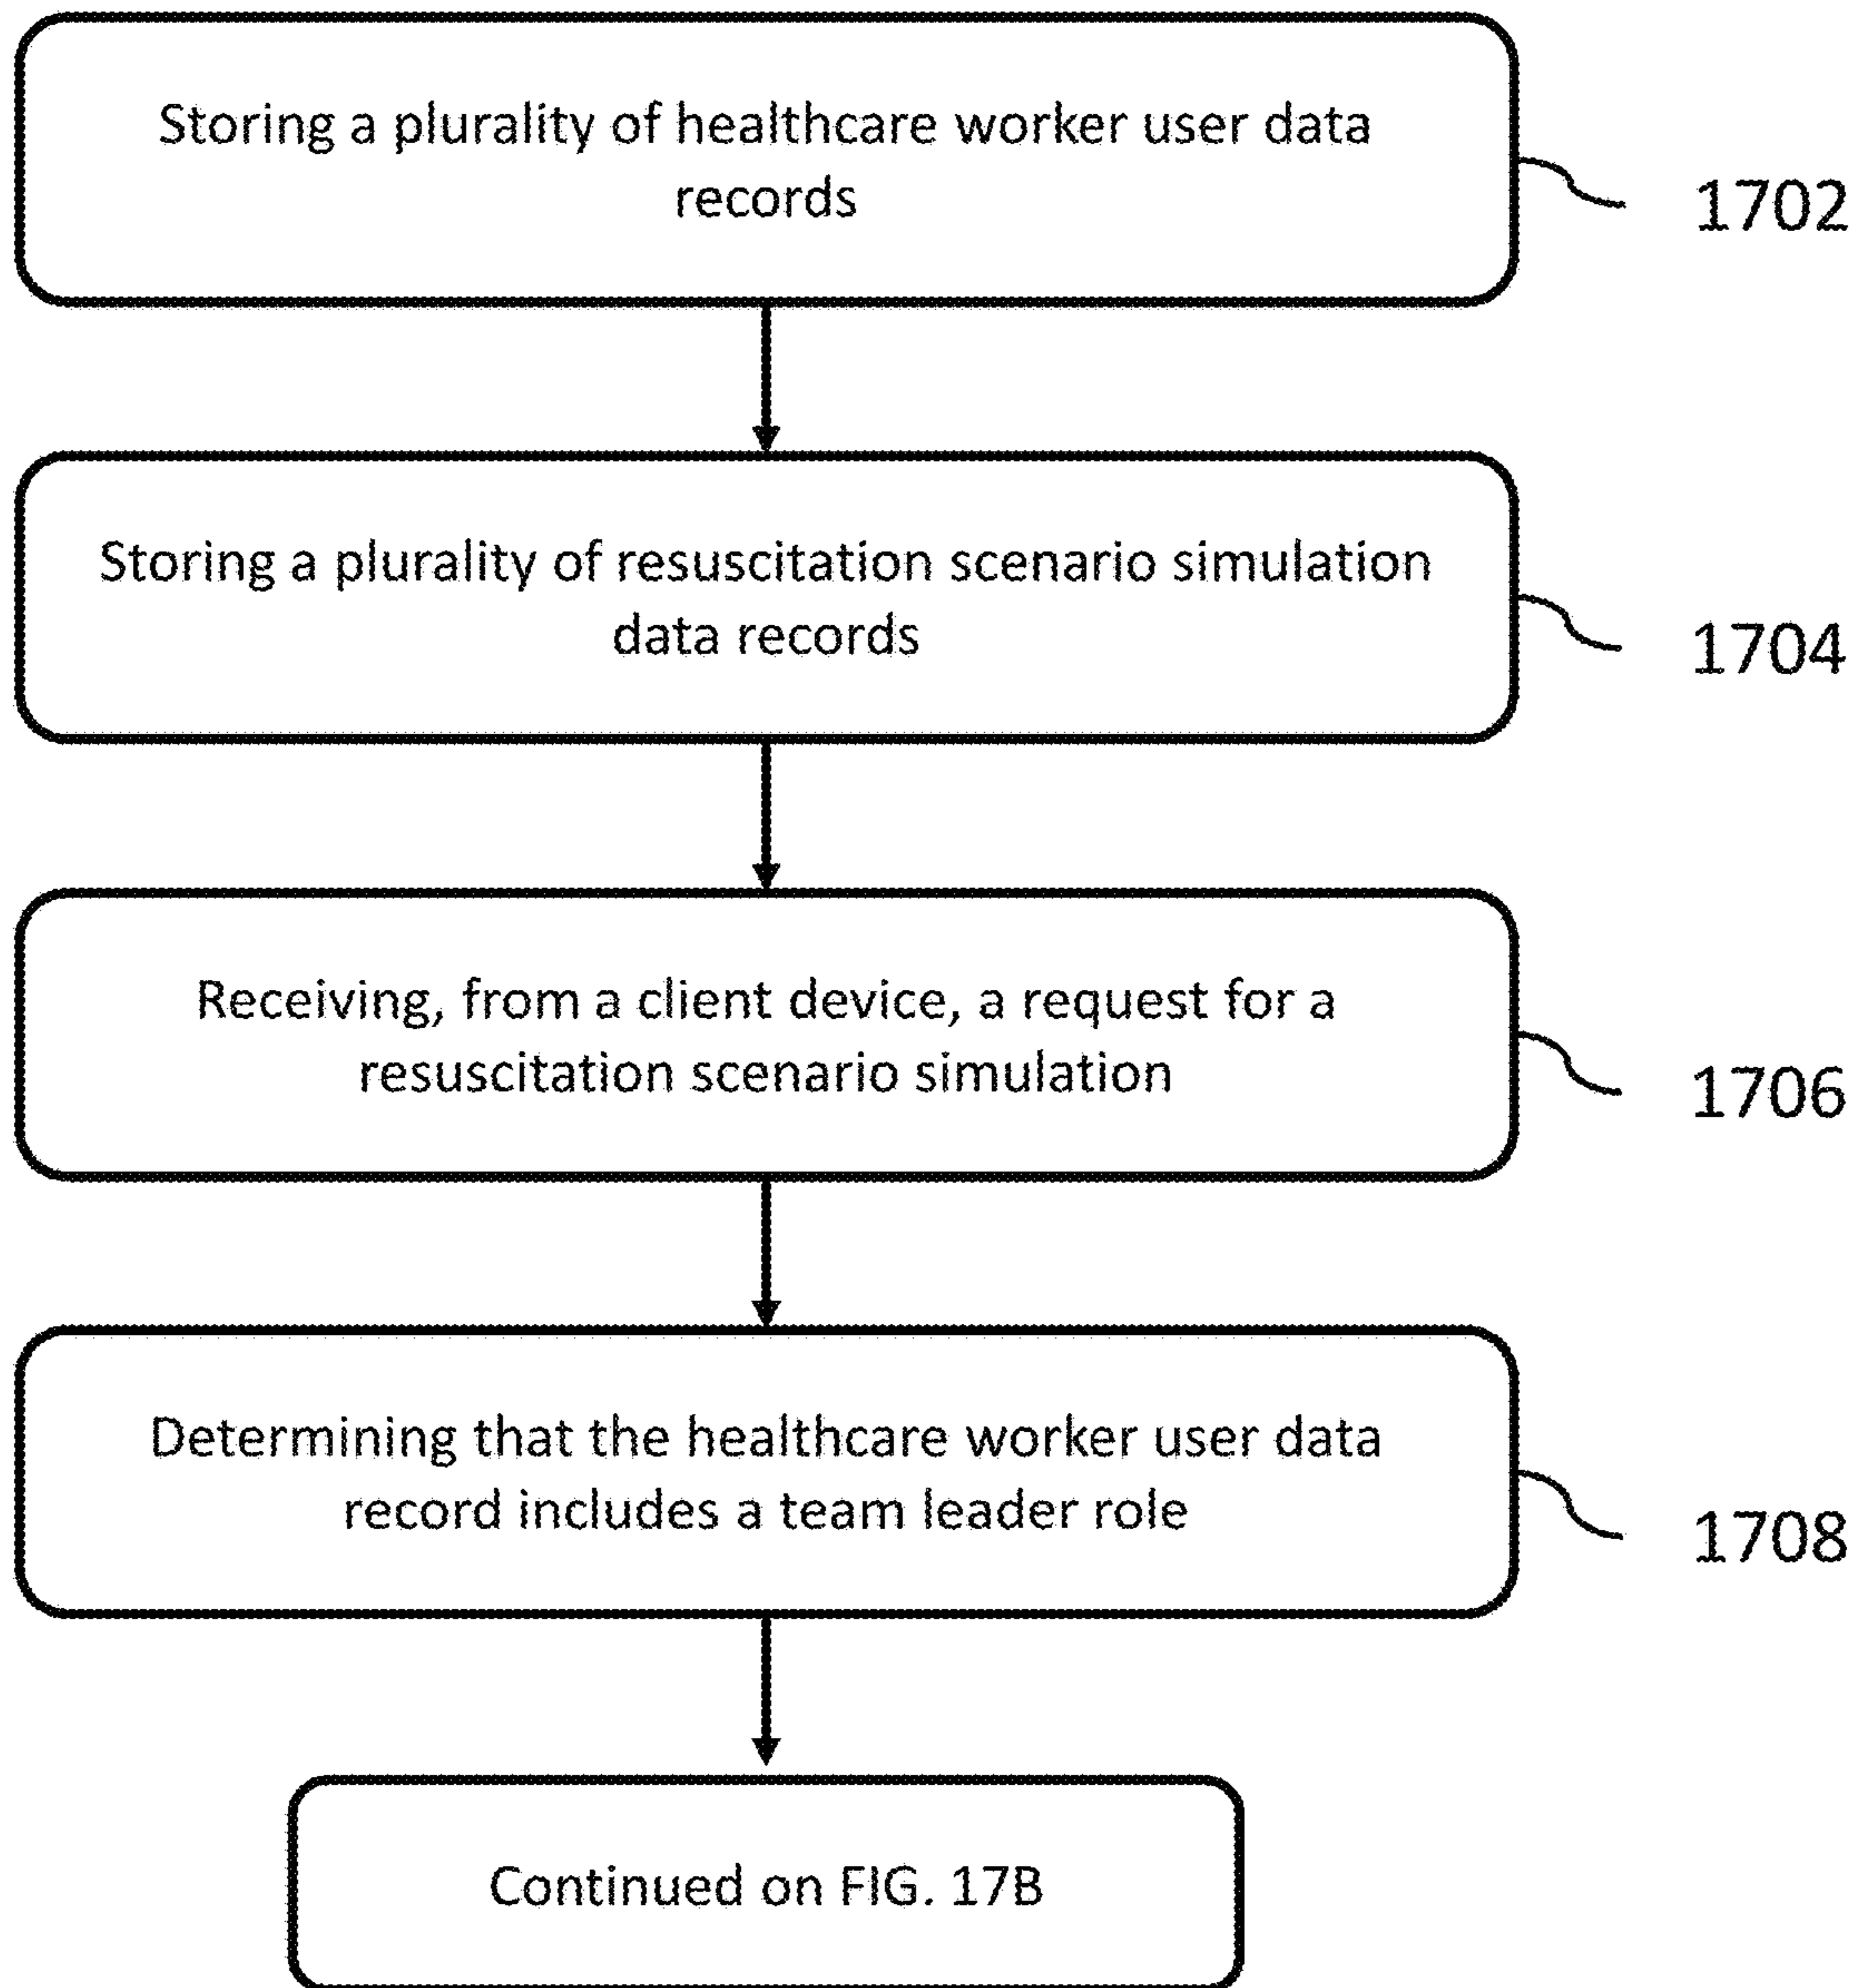 Storing a plurality of healthcare worker user data
records
1702
Storing a plurality of resuscitation scenario simulation
data records
1704
Receiving, from a client device, a request for a
resuscitation scenario simulation
1706
Determining that the healthcare worker user data
record includes a team leader role
1708
Continued on FIG. 17B